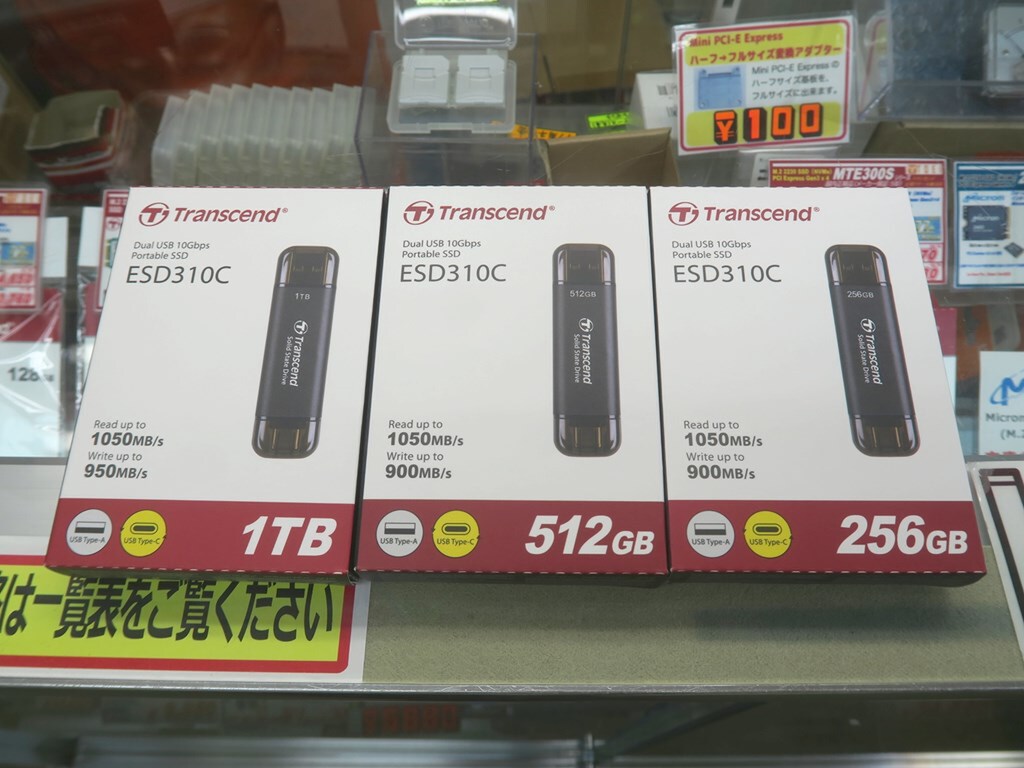 Mini PCI-E Express
ハーフ→フルサイズ変換アダプター
Mini PCI-E Express の
ハーフサイズ基板を、
フルサイズに出来ます。
¥100
MTE300S
Micron
128
Micron
(M.2
Transcend®
Dual USB 10Gbps
Portable SSD
ESD310C
1TB
Transcend
Solid State Drive
Read up to
1050MB/s
Write up to
950MB/s
USB Type-A
USB Type-C
1TB
Transcend®
Dual USB 10Gbps
Portable SSD
ESD310C
512GB
Transcend
Solid State Drive
Read up to
1050MB/s
Write up to
900MB/s
USB Type-A
USB Type-C
512GB
Transcend®
Dual USB 10Gbps
Portable SSD
ESD310C
256GB
Transcend
Solid State Drive
Read up to
1050MB/s
Write up to
900MB/s
USB Type-A
USB Type-C
256GB
は一覧表をご覧ください